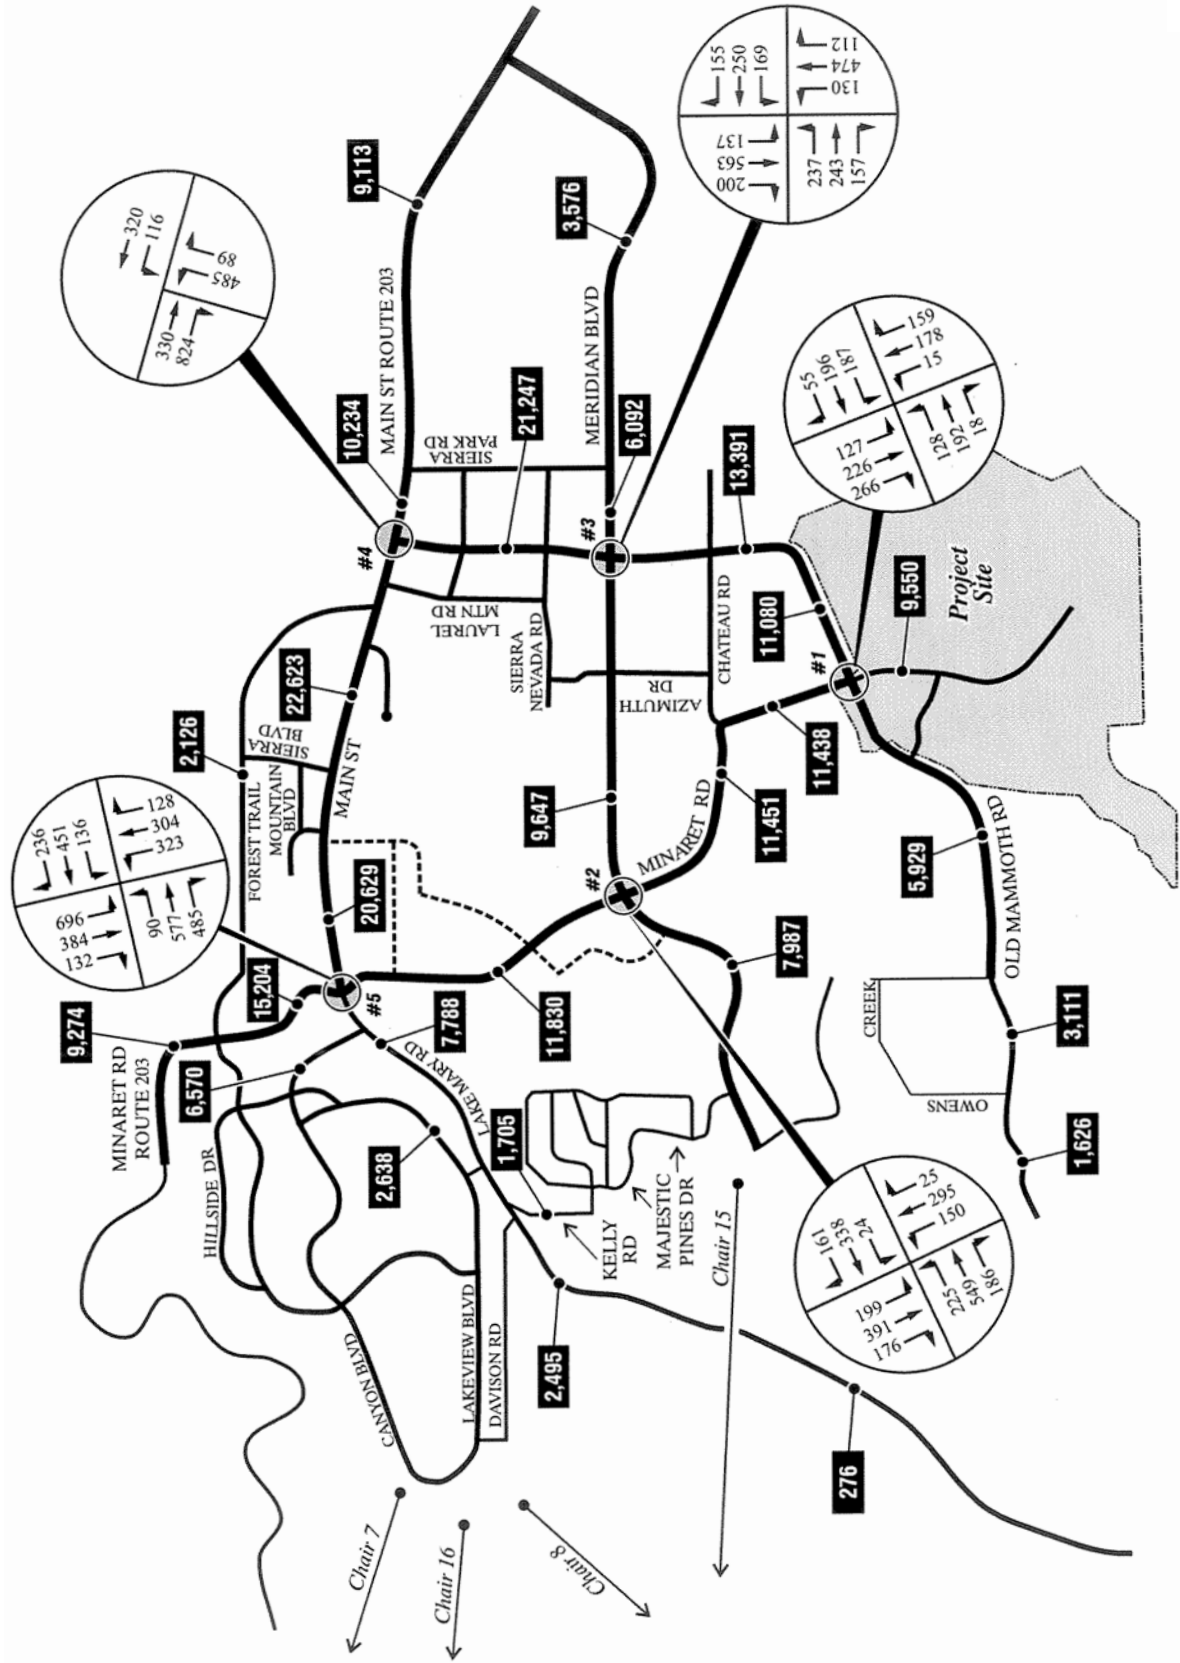 9,113
3,576
320
116
89
485
330
824
155
250
169
112
474
130
137
563
200
237
243
157
MAIN ST ROUTE 203
MERIDIAN BLVD
10,234
21,247
6,092
SIERRA
PARK RD
#4
#3
13,391
55
196
187
159
178
15
127
226
266
128
192
18
LAUREL
MTN RD
SIERRA
NEVADA RD
CHATEAU RD
AZIMUTH
DR
11,080
#1
9,550
Project
Site
22,623
2,126
SIERRA
BLVD
MAIN ST
FOREST TRAIL
MOUNTAIN
BLVD
11,438
11,451
9,647
MINARET RD
236
451
136
128
304
323
696
384
132
90
577
485
20,629
#2
5,929
OLD MAMMOTH RD
15,204
9,274
#5
7,788
11,830
7,987
CREEK
OWENS
3,111
1,626
MINARET RD
ROUTE 203
6,570
LAKE MARY RD
HILLSIDE DR
2,638
1,705
KELLY
RD
MAJESTIC
PINES DR
Chair 15
161
338
24
25
295
150
199
391
176
225
549
186
CANYON BLVD
LAKEVIEW BLVD
DAVISON RD
2,495
276
Chair 7
Chair 16
Chair 8